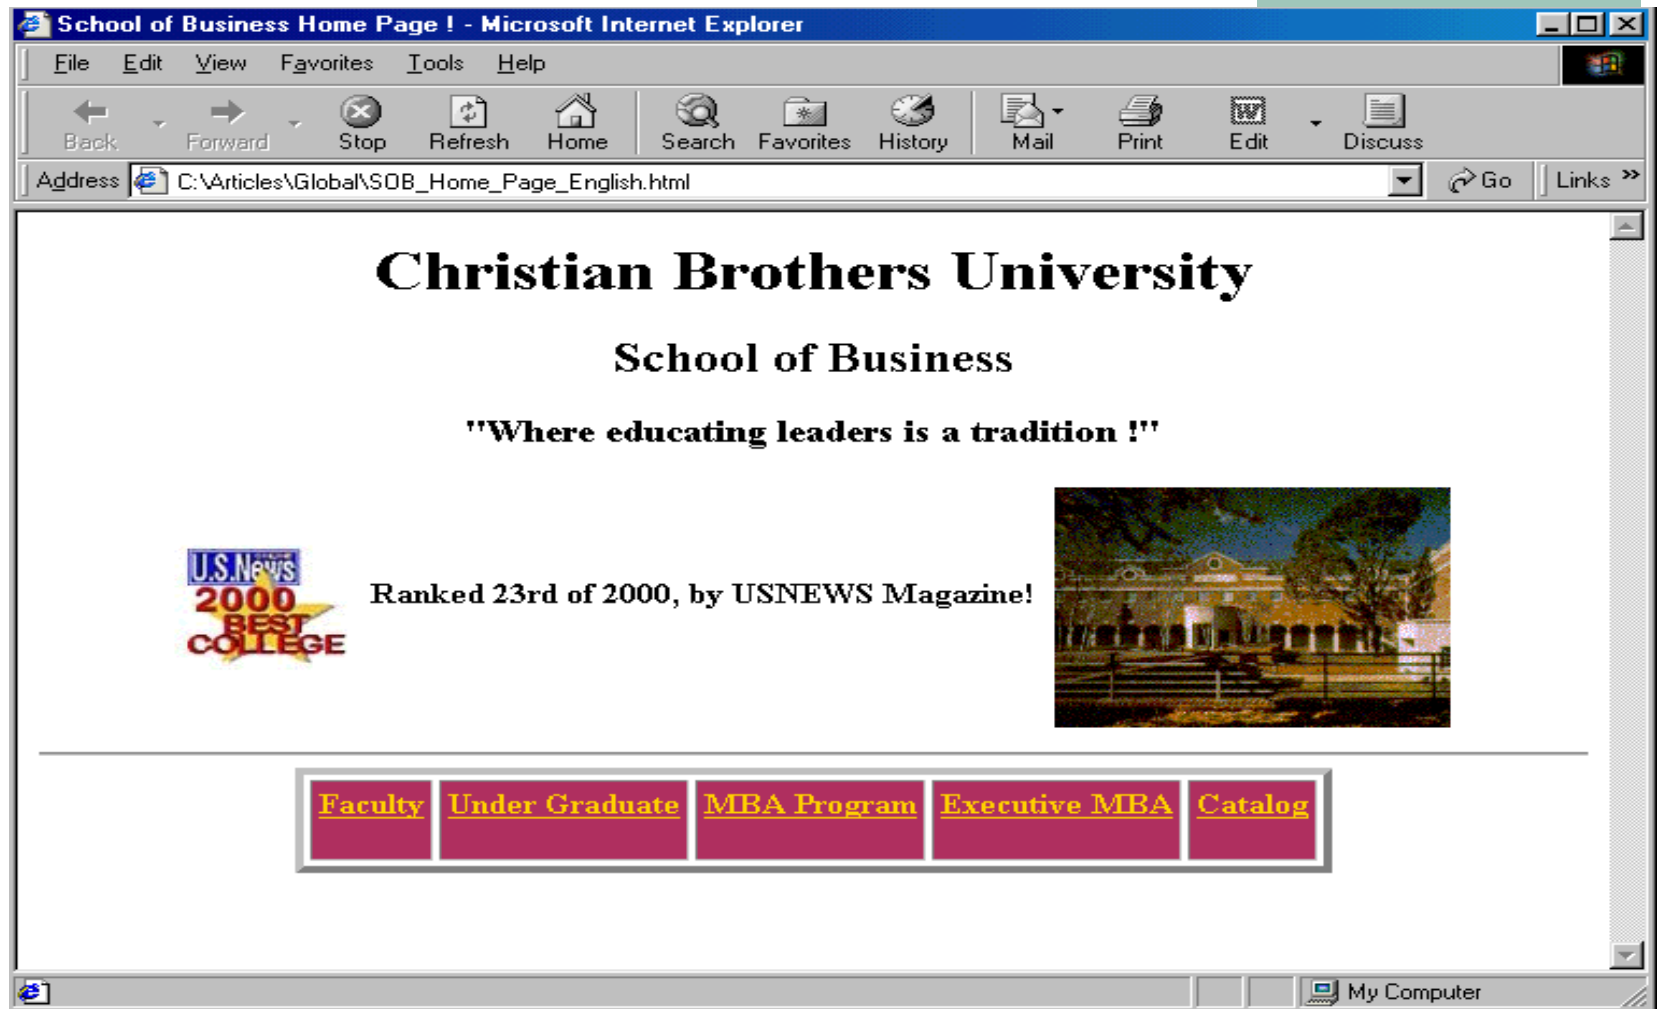 School of Business Home Page ! - Microsoft Internet Explorer
File Edit View Favorites Tools Help
Back Forward Stop Refresh Home Search Favorites History Mail Print Edit Discuss
Address C:\Articles\Global\SOB_Home_Page_English.html Go Links »
Christian Brothers University
School of Business
"Where educating leaders is a tradition !"
U.S.News
2000
BEST
COLLEGE
Ranked 23rd of 2000, by USNEWS Magazine!
Faculty Under Graduate MBA Program Executive MBA Catalog
My Computer